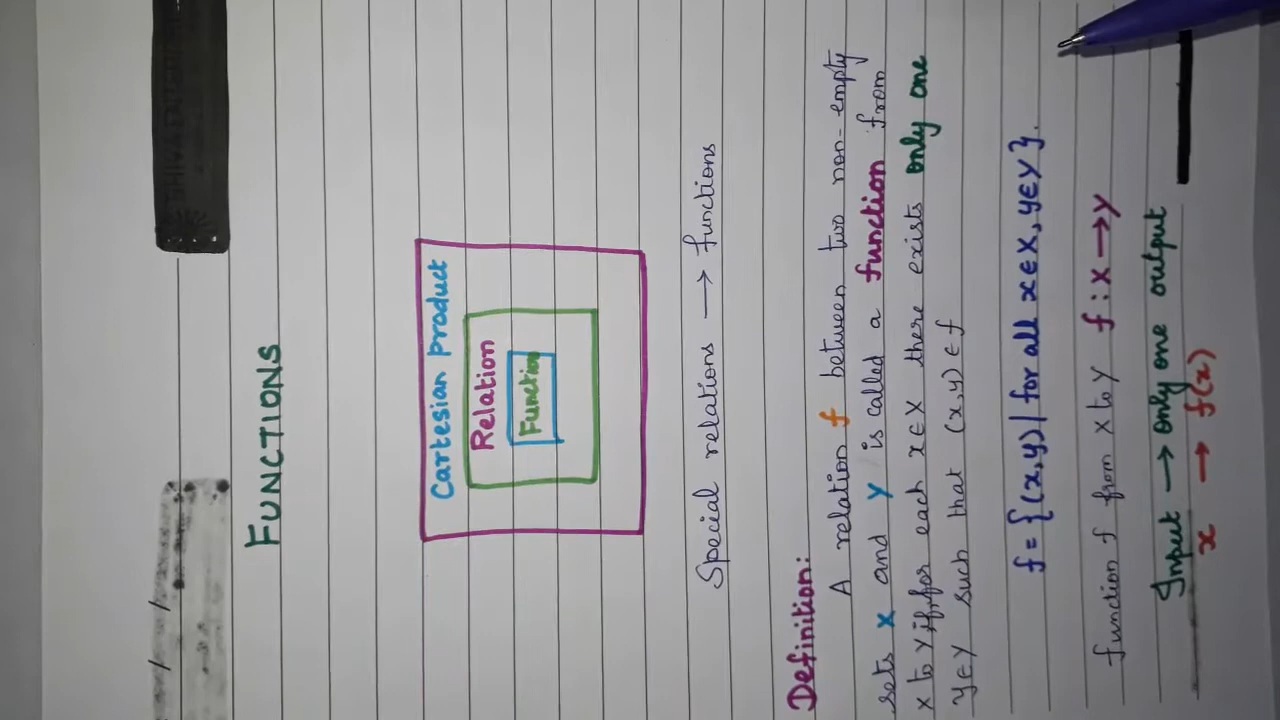 FUNCTIONS
Cartesian product
Relation
Function
Special relations → functions
Definition:
A relation f between two non-empty
sets X and Y is called a function from
X to Y if, for each x∈X there exists only one
y∈Y such that (x,y)∈f
f={(x,y)| for all x∈X, y∈Y}.
function f from X to Y f:X→Y
Input → only one output
x → f(x)